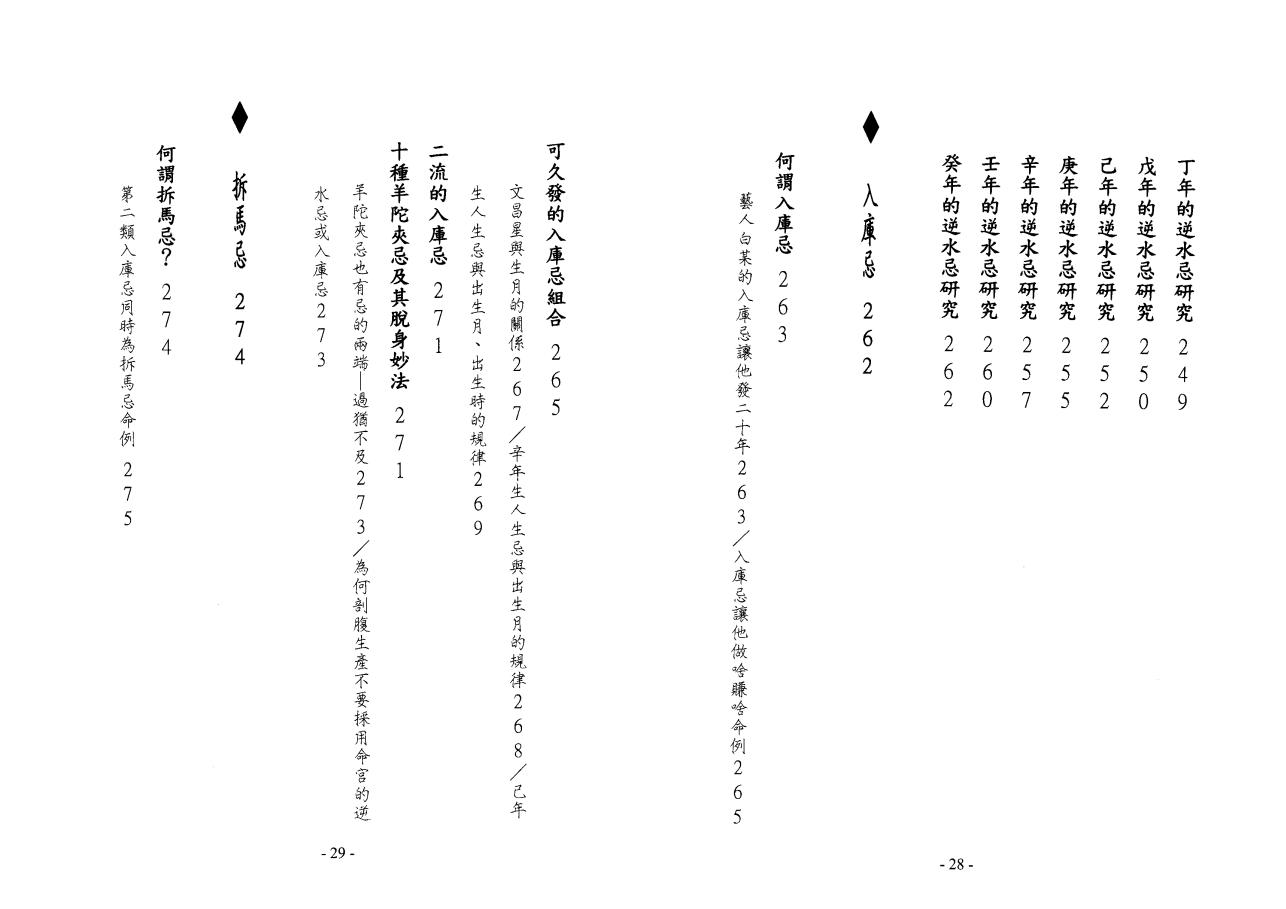 丁年的逆水忌研究 249
戊年的逆水忌研究 250
己年的逆水忌研究 252
庚年的逆水忌研究 255
辛年的逆水忌研究 257
壬年的逆水忌研究 260
癸年的逆水忌研究 262
◆ 入庫忌 262
何謂入庫忌 263
藝人白某的入庫忌讓他發二十年263／入庫忌讓他做啥賺啥命例265
- 28 -
可久發的入庫忌組合 265
文昌星與生月的關係267／辛年生人生忌與出生月的規律268／己年
生人生忌與出生月、出生時的規律269
二流的入庫忌 271
十種羊陀夾忌及其脫身妙法 271
羊陀夾忌也有忌的兩端—過猶不及273／為何剖腹生產不要採用命宮的逆
水忌或入庫忌273
◆ 拆馬忌 274
何謂拆馬忌？ 274
第二類入庫忌同時為拆馬忌命例 275
- 29 -